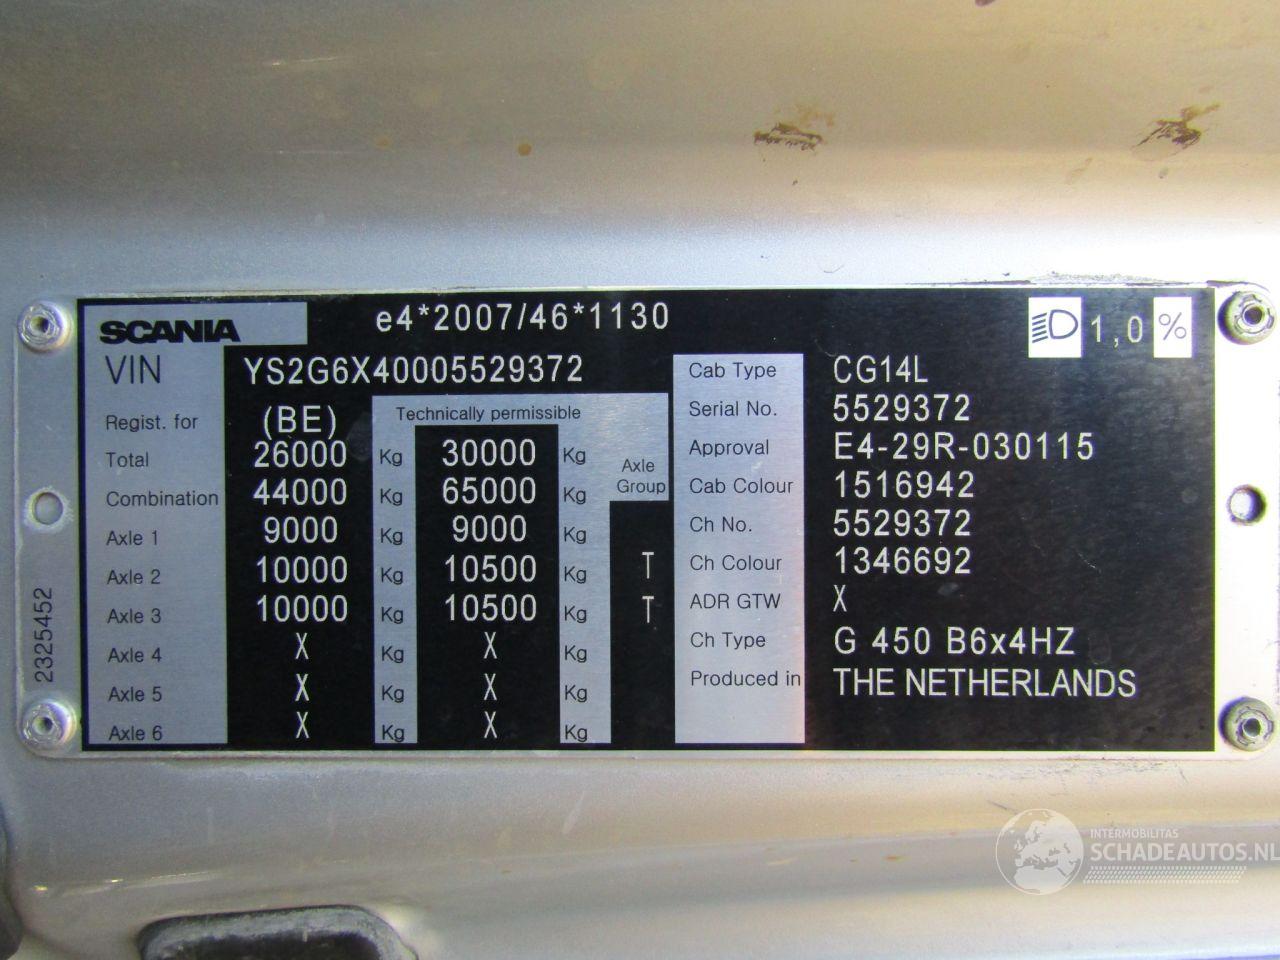 SCANIA e4*2007/46*1130 1,0 %
VIN YS2G6X40005529372
Regist. for (BE) Technically permissible
Total 26000 Kg 30000 Kg Axle Group
Combination 44000 Kg 65000 Kg
Axle 1 9000 Kg 9000 Kg
Axle 2 10000 Kg 10500 Kg T
Axle 3 10000 Kg 10500 Kg T
Axle 4 X Kg X Kg
Axle 5 X Kg X Kg
Axle 6 X Kg X Kg
Cab Type CG14L
Serial No. 5529372
Approval E4-29R-030115
Cab Colour 1516942
Ch No. 5529372
Ch Colour 1346692
ADR GTW X
Ch Type G 450 B6x4HZ
Produced in THE NETHERLANDS
2325452
INTERMOBILITAS
SCHADEAUTOS.NL